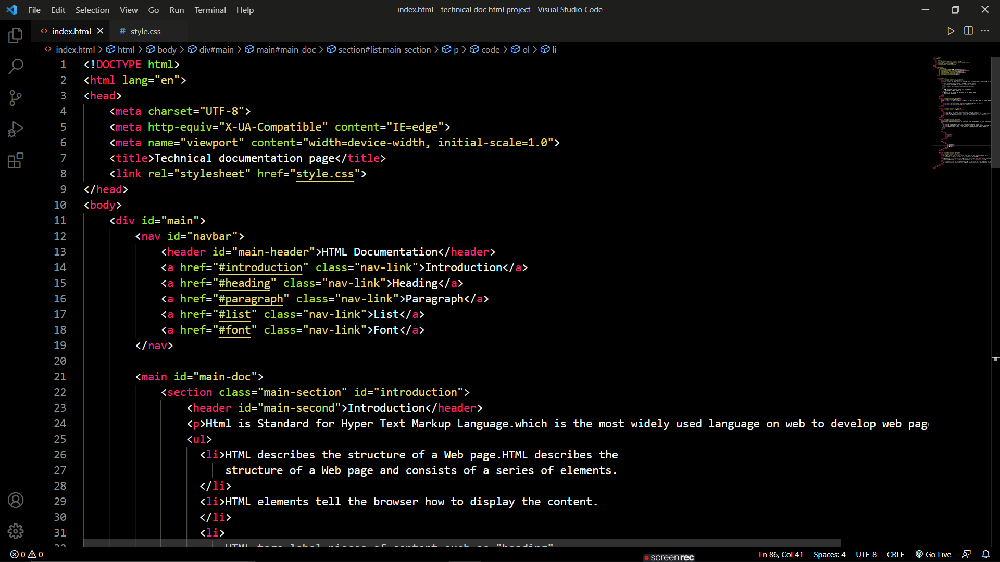 File Edit Selection View Go Run Terminal Help
index.html - technical doc html project - Visual Studio Code
index.html
# style.css
index.html > html > body > div#main > main#main-doc > section#list.main-section > p > code > ol > li
1 <!DOCTYPE html>
2 <html lang="en">
3 <head>
4 <meta charset="UTF-8">
5 <meta http-equiv="X-UA-Compatible" content="IE=edge">
6 <meta name="viewport" content="width=device-width, initial-scale=1.0">
7 <title>Technical documentation page</title>
8 <link rel="stylesheet" href="style.css">
9 </head>
10 <body>
11 <div id="main">
12 <nav id="navbar">
13 <header id="main-header">HTML Documentation</header>
14 <a href="#introduction" class="nav-link">Introduction</a>
15 <a href="#heading" class="nav-link">Heading</a>
16 <a href="#paragraph" class="nav-link">Paragraph</a>
17 <a href="#list" class="nav-link">List</a>
18 <a href="#font" class="nav-link">Font</a>
19 </nav>
20
21 <main id="main-doc">
22 <section class="main-section" id="introduction">
23 <header id="main-second">Introduction</header>
24 <p>Html is Standard for Hyper Text Markup Language.which is the most widely used language on web to develop web pag
25 <ul>
26 <li>HTML describes the structure of a Web page.HTML describes the
27 structure of a Web page and consists of a series of elements.
28 </li>
29 <li>HTML elements tell the browser how to display the content.
30 </li>
31 <li>
32 HTML tags label pieces of content such as "heading"
0 0
screenrec
Ln 86, Col 41 Spaces: 4 UTF-8 CRLF Go Live